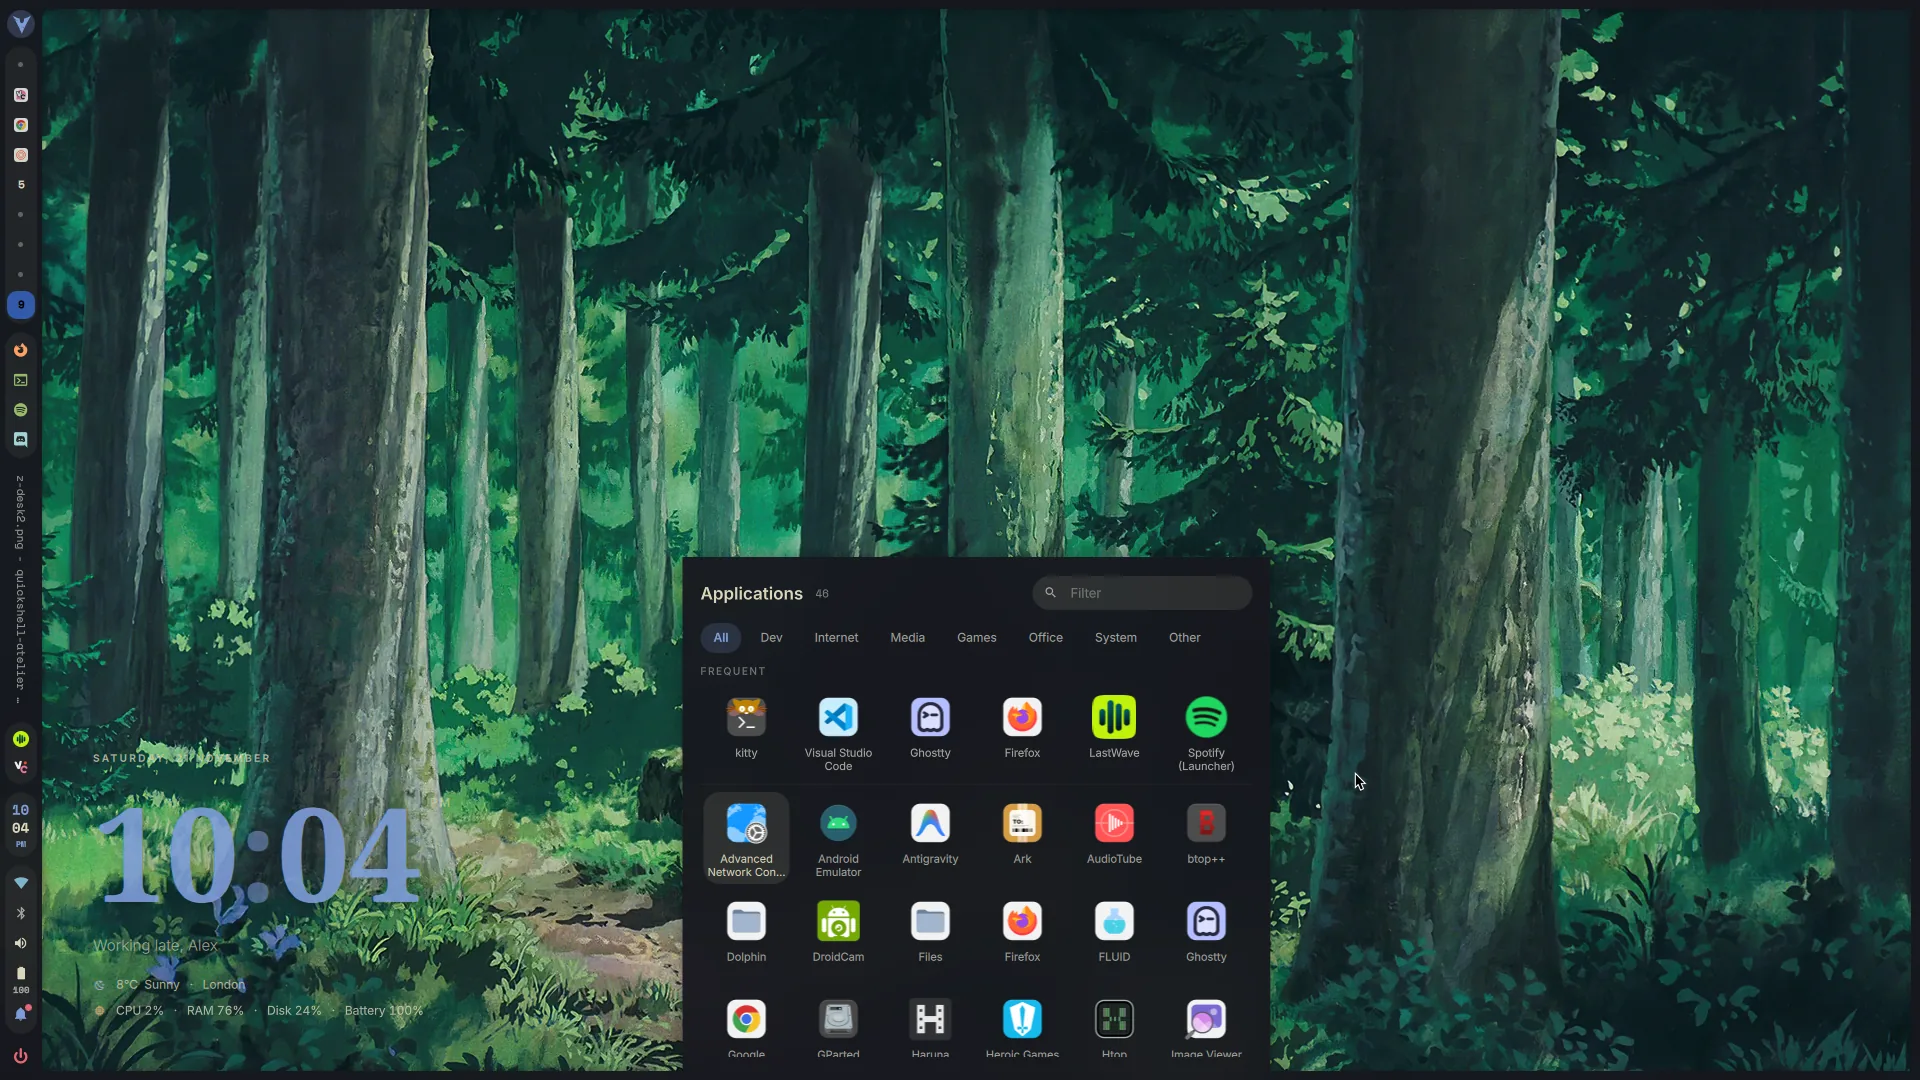 5
9
z-desk2.png - quickshell-atelier …
10
04
PM
100
SATURDAY, NOVEMBER
10:04
Working late, Alex
8°C Sunny · London
CPU 2% · RAM 76% · Disk 24% · Battery 100%
Applications 46
Filter
All Dev Internet Media Games Office System Other
FREQUENT
kitty Visual Studio Code Ghostty Firefox LastWave Spotify (Launcher)
Advanced Network Con... Android Emulator Antigravity Ark AudioTube btop++
Dolphin DroidCam Files Firefox FLUID Ghostty
Google GParted Haruna Heroic Games Htop Image Viewer